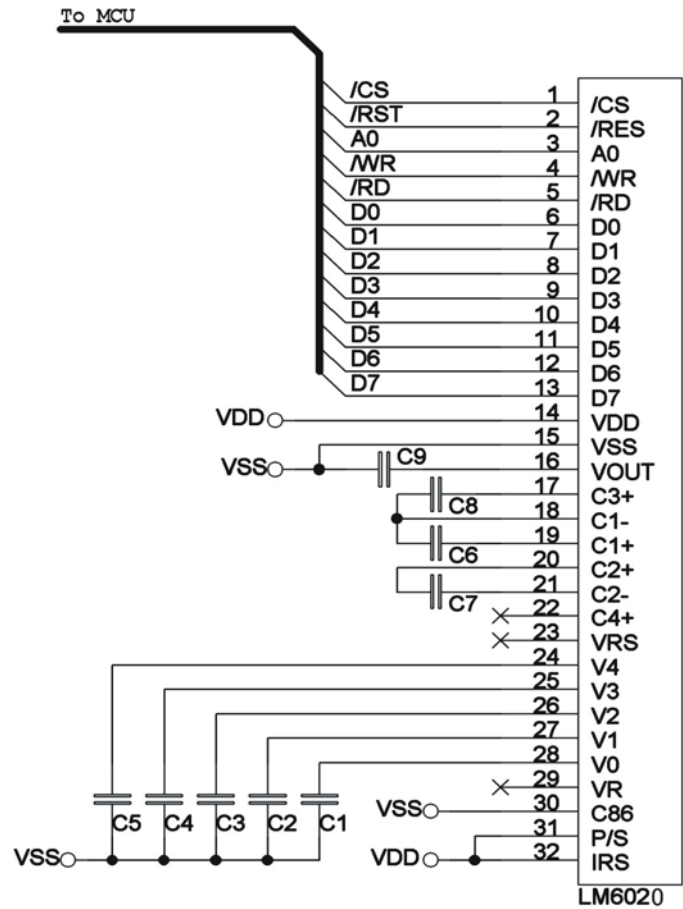 To MCU
/CS 1 /CS
/RST 2 /RES
A0 3 A0
/WR 4 /WR
/RD 5 /RD
D0 6 D0
D1 7 D1
D2 8 D2
D3 9 D3
D4 10 D4
D5 11 D5
D6 12 D6
D7 13 D7
VDD 14 VDD
15 VSS
VSS C9 16 VOUT
17 C3+
C8 18 C1-
19 C1+
C6 20 C2+
21 C2-
C7 22 C4+
23 VRS
24 V4
25 V3
26 V2
27 V1
28 V0
29 VR
VSS 30 C86
C5 C4 C3 C2 C1 31 P/S
VSS VDD 32 IRS
LM6020